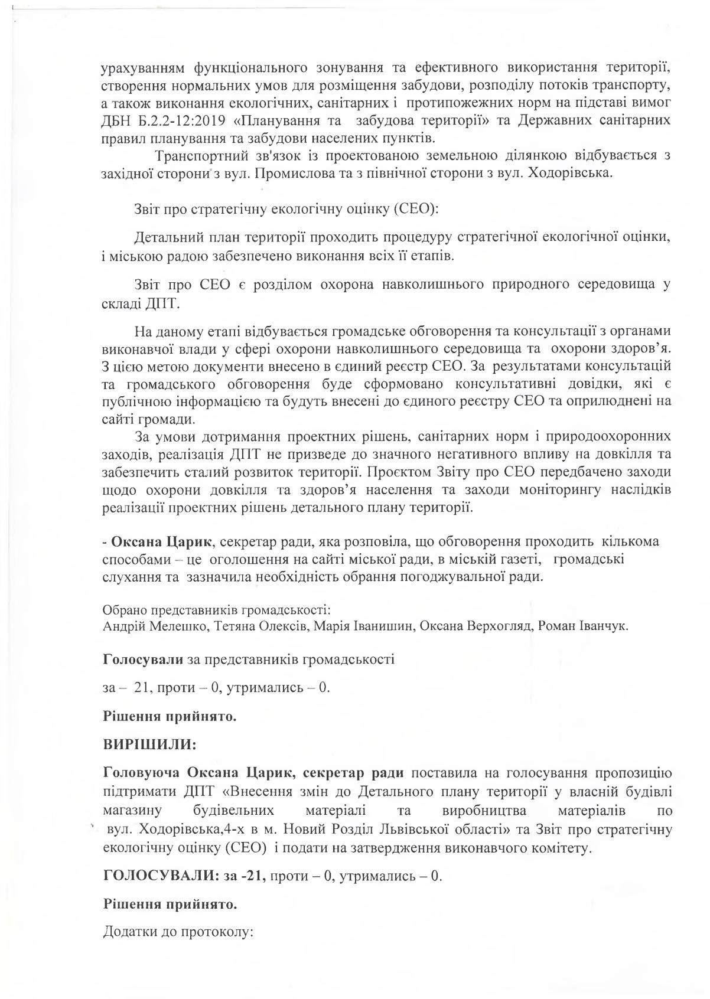 урахуванням функціонального зонування та ефективного використання території,
створення нормальних умов для розміщення забудови, розподілу потоків транспорту,
а також виконання екологічних, санітарних і протипожежних норм на підставі вимог
ДБН Б.2.2-12:2019 «Планування та забудова території» та Державних санітарних
правил планування та забудови населених пунктів.
Транспортний зв'язок із проектованою земельною ділянкою відбувається з
західної сторони з вул. Промислова та з північної сторони з вул. Ходорівська.
Звіт про стратегічну екологічну оцінку (СЕО):
Детальний план території проходить процедуру стратегічної екологічної оцінки,
і міською радою забезпечено виконання всіх її етапів.
Звіт про СЕО є розділом охорона навколишнього природного середовища у
складі ДПТ.
На даному етапі відбувається громадське обговорення та консультації з органами
виконавчої влади у сфері охорони навколишнього середовища та охорони здоров’я.
З цією метою документи внесено в єдиний реєстр СЕО. За результатами консультацій
та громадського обговорення буде сформовано консультативні довідки, які є
публічною інформацією та будуть внесені до єдиного реєстру СЕО та оприлюднені на
сайті громади.
За умови дотримання проектних рішень, санітарних норм і природоохоронних
заходів, реалізація ДПТ не призведе до значного негативного впливу на довкілля та
забезпечить сталий розвиток території. Проєктом Звіту про СЕО передбачено заходи
щодо охорони довкілля та здоров’я населення та заходи моніторингу наслідків
реалізації проектних рішень детального плану території.
- Оксана Царик, секретар ради, яка розповіла, що обговорення проходить кількома
способами – це оголошення на сайті міської ради, в міській газеті, громадські
слухання та зазначила необхідність обрання погоджувальної ради.
Обрано представників громадськості:
Андрій Мелешко, Тетяна Олексів, Марія Іванишин, Оксана Верхогляд, Роман Іванчук.
Голосували за представників громадськості
за – 21, проти – 0, утримались – 0.
Рішення прийнято.
ВИРІШИЛИ:
Головуюча Оксана Царик, секретар ради поставила на голосування пропозицію
підтримати ДПТ «Внесення змін до Детального плану території у власній будівлі
магазину будівельних матеріалі та виробництва матеріалів по
вул. Ходорівська,4-х в м. Новий Розділ Львівської області» та Звіт про стратегічну
екологічну оцінку (СЕО) і подати на затвердження виконавчого комітету.
ГОЛОСУВАЛИ: за -21, проти – 0, утримались – 0.
Рішення прийнято.
Додатки до протоколу: